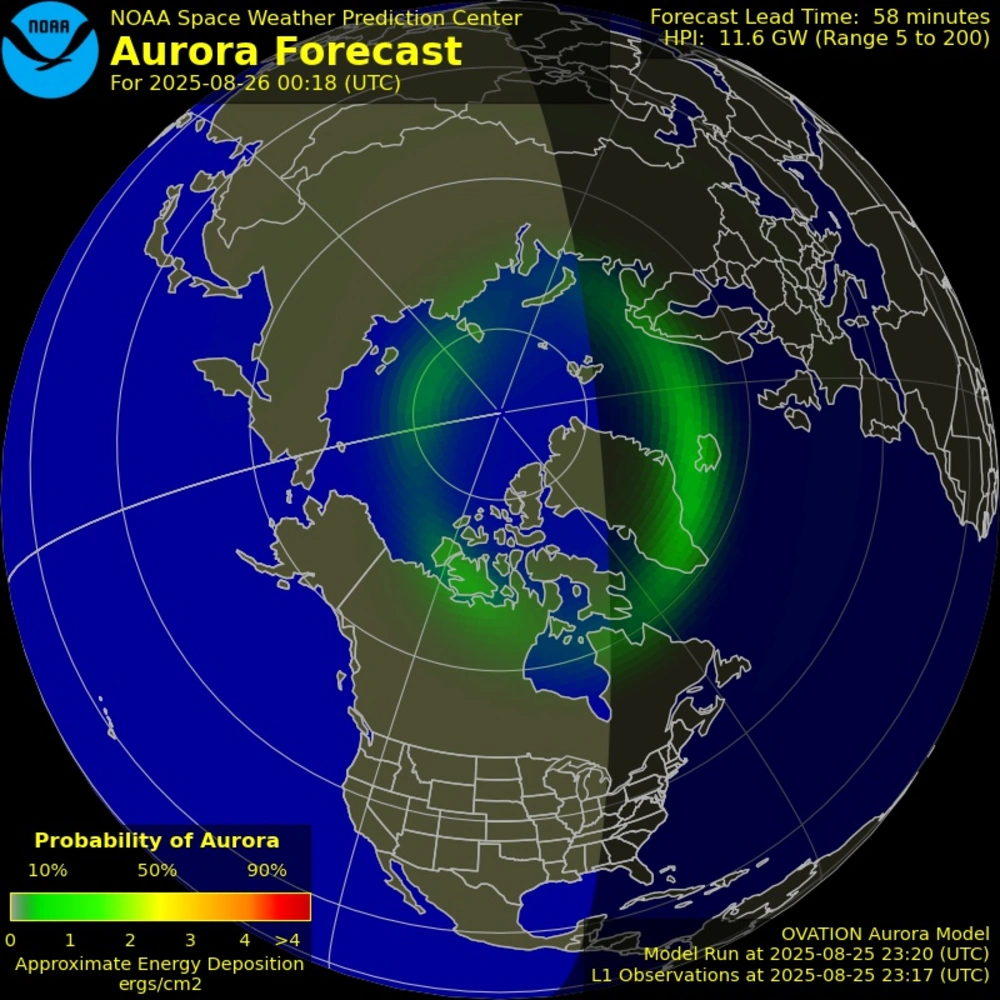 NOAA
NOAA Space Weather Prediction Center
Aurora Forecast
For 2025-08-26 00:18 (UTC)
Forecast Lead Time: 58 minutes
HPI: 11.6 GW (Range 5 to 200)
Probability of Aurora
10% 50% 90%
0 1 2 3 4 >4
Approximate Energy Deposition
ergs/cm2
OVATION Aurora Model
Model Run at 2025-08-25 23:20 (UTC)
L1 Observations at 2025-08-25 23:17 (UTC)